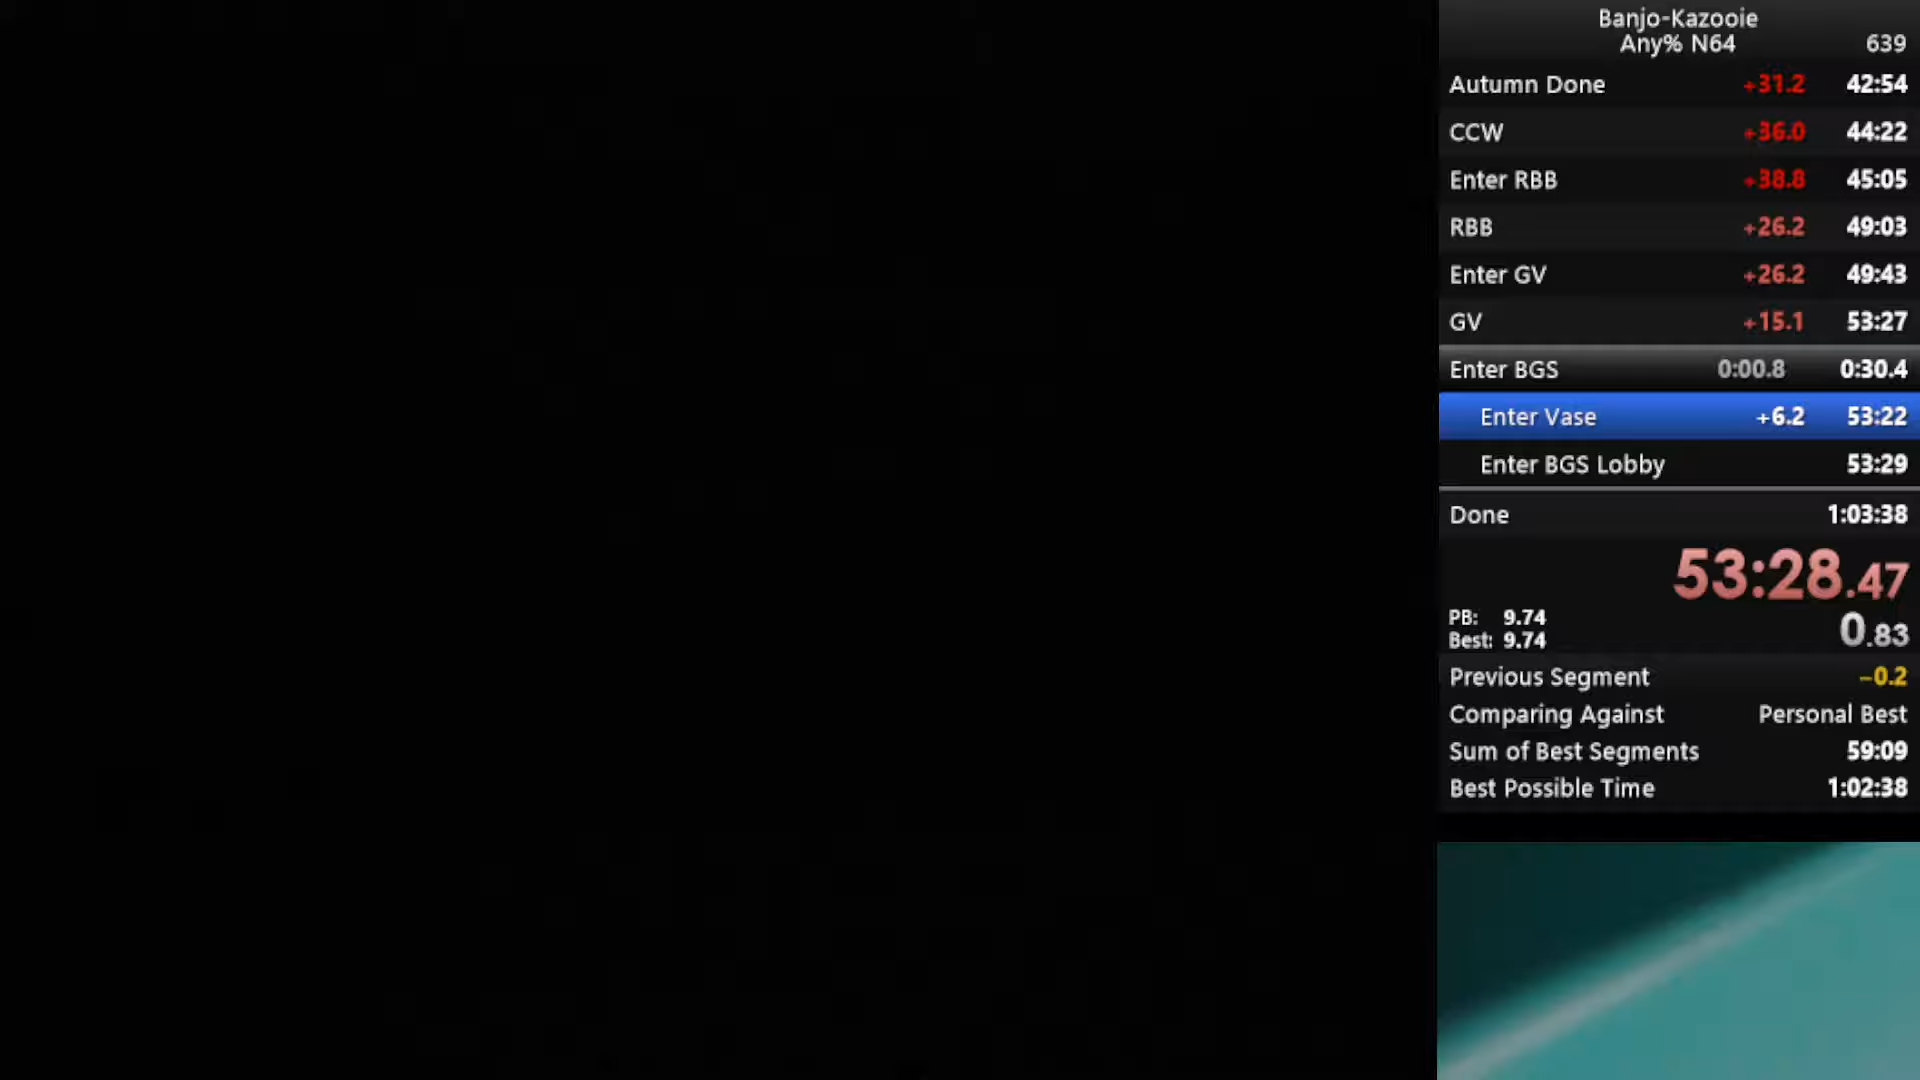 Banjo-Kazooie
Any% N64 639
Autumn Done +31.2 42:54
CCW +36.0 44:22
Enter RBB +38.8 45:05
RBB +26.2 49:03
Enter GV +26.2 49:43
GV +15.1 53:27
Enter BGS 0:00.8 0:30.4
Enter Vase +6.2 53:22
Enter BGS Lobby 53:29
Done 1:03:38
53:28.47
PB: 9.74
Best: 9.74 0.83
Previous Segment −0.2
Comparing Against Personal Best
Sum of Best Segments 59:09
Best Possible Time 1:02:38